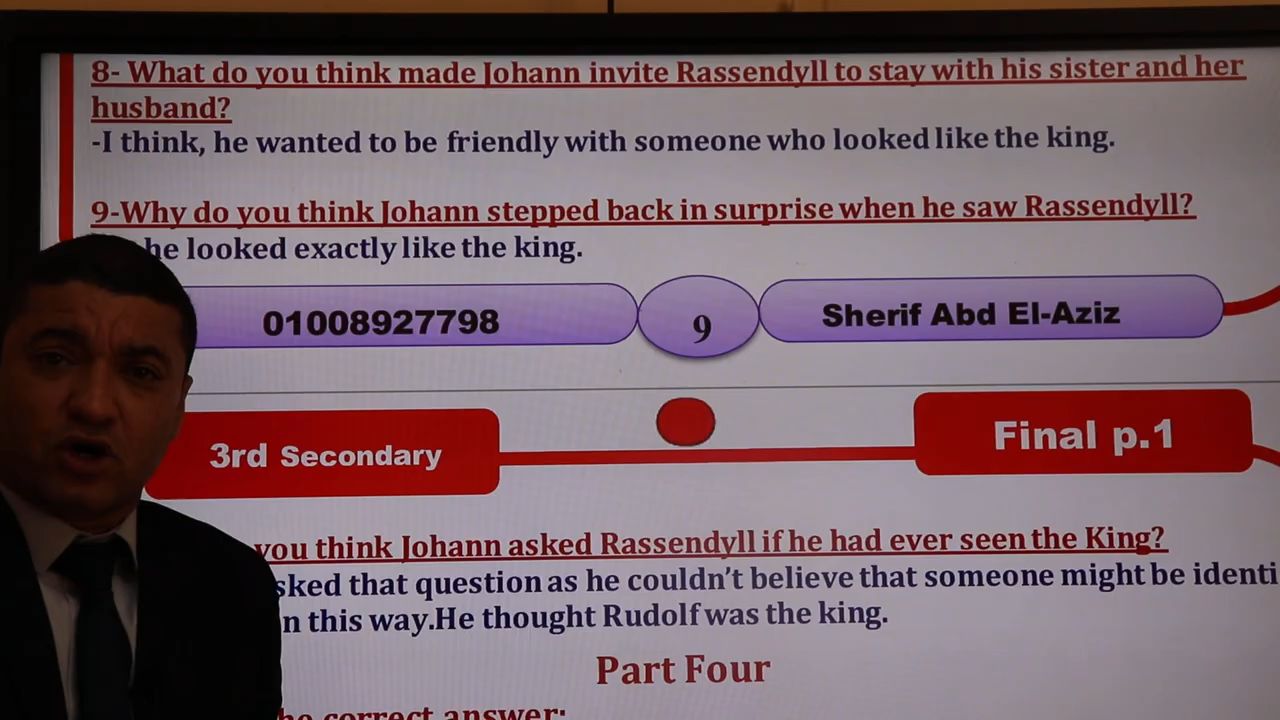 8- What do you think made Johann invite Rassendyll to stay with his sister and her
husband?
-I think, he wanted to be friendly with someone who looked like the king.
9-Why do you think Johann stepped back in surprise when he saw Rassendyll?
he looked exactly like the king.
01008927798
9
Sherif Abd El-Aziz
3rd Secondary
Final p.1
you think Johann asked Rassendyll if he had ever seen the King?
sked that question as he couldn't believe that someone might be identi
n this way.He thought Rudolf was the king.
Part Four
he correct answer: